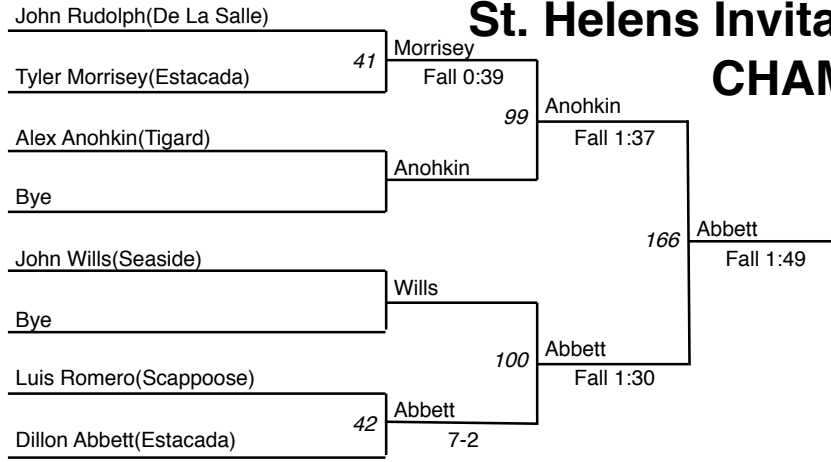 John Rudolph(De La Salle)
St. Helens Invita
41
Morrisey
Fall 0:39
Tyler Morrisey(Estacada)
CHAM
99
Anohkin
Fall 1:37
Alex Anohkin(Tigard)
Anohkin
Bye
166
Abbett
Fall 1:49
John Wills(Seaside)
Wills
Bye
100
Abbett
Fall 1:30
Luis Romero(Scappoose)
42
Abbett
7-2
Dillon Abbett(Estacada)